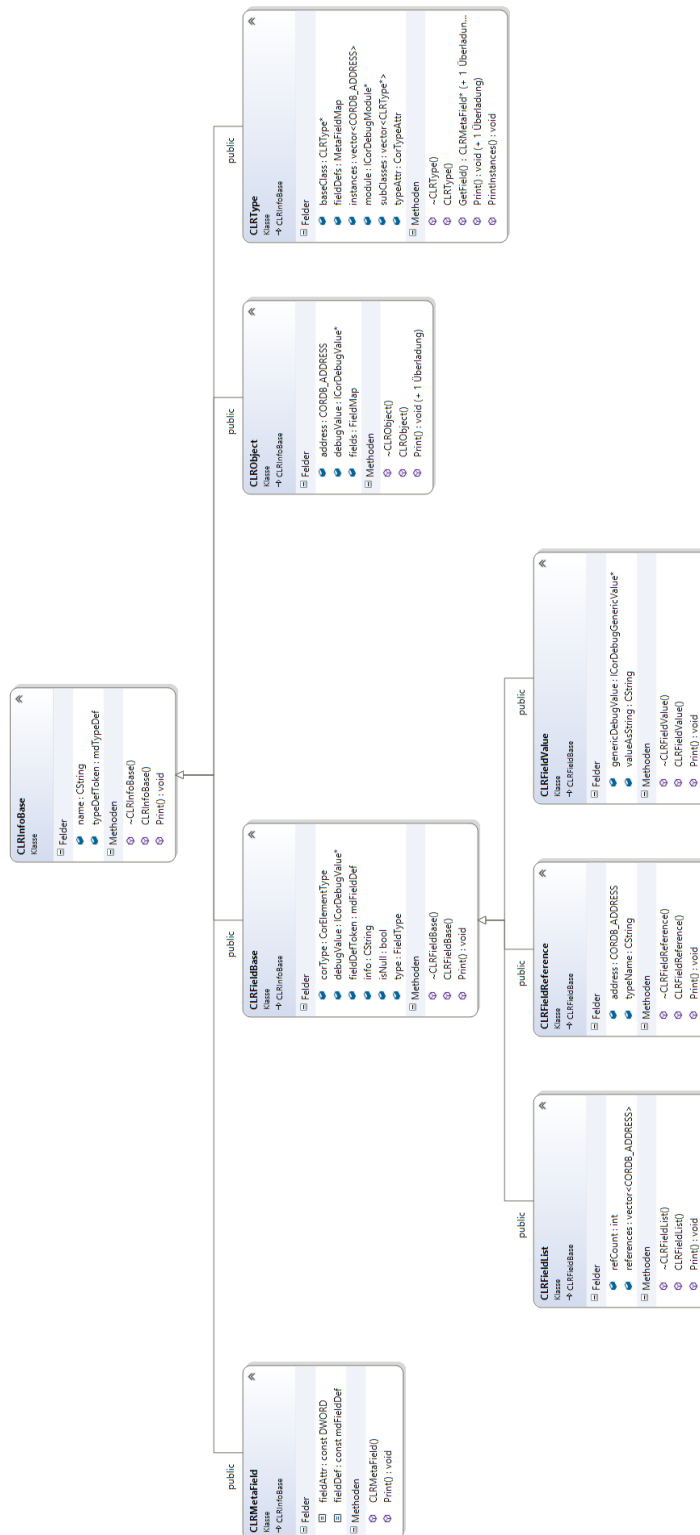 CLRInfoBase
Klasse
Felder
name : CString
typeDefToken : mdTypeDef
Methoden
~CLRInfoBase()
CLRInfoBase()
Print() : void
public
public
public
public
CLRMetaField
Klasse
CLRInfoBase
Felder
fieldAttr : const DWORD
fieldDef : const mdFieldDef
Methoden
CLRMetaField()
Print() : void
CLRFieldBase
Klasse
CLRInfoBase
Felder
corType : CorElementType
debugValue : ICorDebugValue*
fieldDefToken : mdFieldDef
info : CString
isNull : bool
type : FieldType
Methoden
~CLRFieldBase()
CLRFieldBase()
Print() : void
CLRObject
Klasse
CLRInfoBase
Felder
address : CORDB_ADDRESS
debugValue : ICorDebugValue*
fields : FieldMap
Methoden
~CLRObject()
CLRObject()
Print() : void (+ 1 Überladung)
CLRType
Klasse
CLRInfoBase
Felder
baseClass : CLRType*
fieldDefs : MetaFieldMap
instances : vector<CORDB_ADDRESS>
module : ICorDebugModule*
subClasses : vector<CLRType*>
typeAttr : CorTypeAttr
Methoden
~CLRType()
CLRType()
GetField() : CLRMetaField* (+ 1 Überladun...
Print() : void (+ 1 Überladung)
PrintInstances() : void
public
public
public
CLRFieldList
Klasse
CLRFieldBase
Felder
refCount : int
references : vector<CORDB_ADDRESS>
Methoden
~CLRFieldList()
CLRFieldList()
Print() : void
CLRFieldReference
Klasse
CLRFieldBase
Felder
address : CORDB_ADDRESS
typeName : CString
Methoden
~CLRFieldReference()
CLRFieldReference()
Print() : void
CLRFieldValue
Klasse
CLRFieldBase
Felder
genericDebugValue : ICorDebugGenericValue*
valueAsString : CString
Methoden
~CLRFieldValue()
CLRFieldValue()
Print() : void